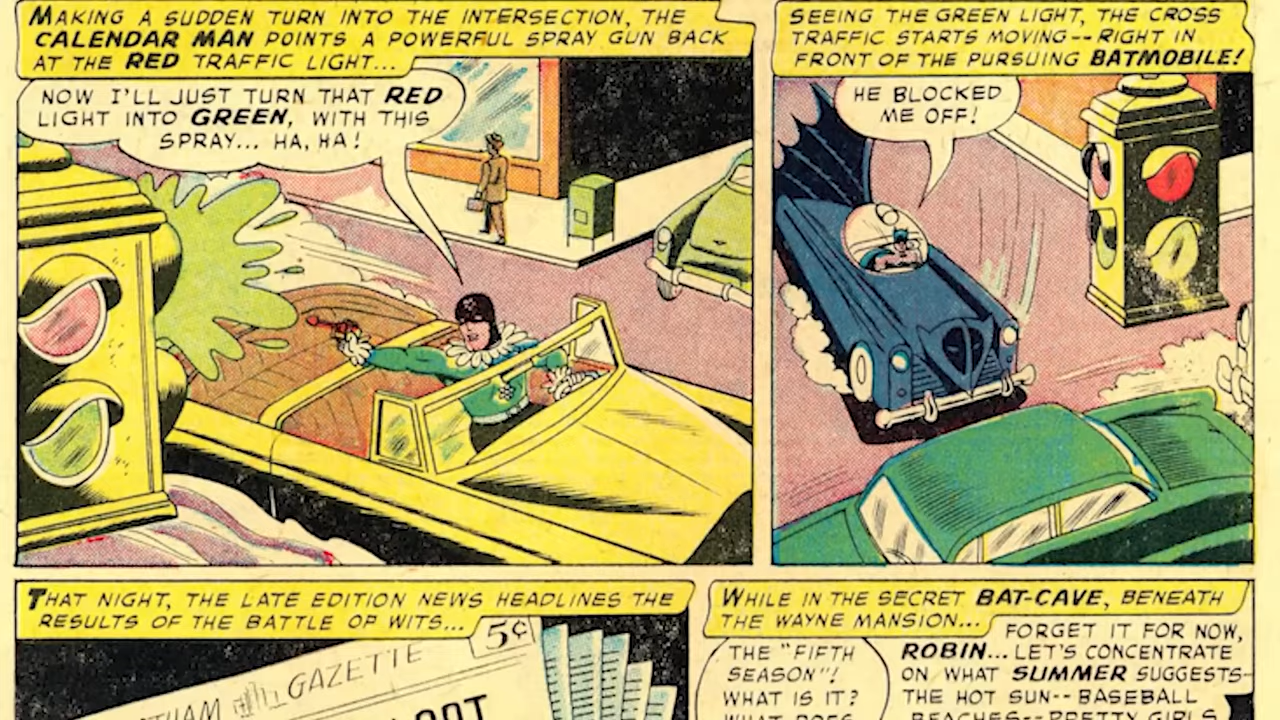 MAKING A SUDDEN TURN INTO THE INTERSECTION, THE
CALENDAR MAN POINTS A POWERFUL SPRAY GUN BACK
AT THE RED TRAFFIC LIGHT...
NOW I'LL JUST TURN THAT RED
LIGHT INTO GREEN, WITH THIS
SPRAY... HA, HA!
SEEING THE GREEN LIGHT, THE CROSS
TRAFFIC STARTS MOVING--RIGHT IN
FRONT OF THE PURSUING BATMOBILE!
HE BLOCKED
ME OFF!
THAT NIGHT, THE LATE EDITION NEWS HEADLINES THE
RESULTS OF THE BATTLE OF WITS...
5¢
GAZETTE
WHILE IN THE SECRET BAT-CAVE, BENEATH
THE WAYNE MANSION...
THE "FIFTH
SEASON"!
WHAT IS IT?
WHAT DOES
FORGET IT FOR NOW,
ROBIN... LET'S CONCENTRATE
ON WHAT SUMMER SUGGESTS--
THE HOT SUN-- BASEBALL
BEACHES--PRETTY GIRLS